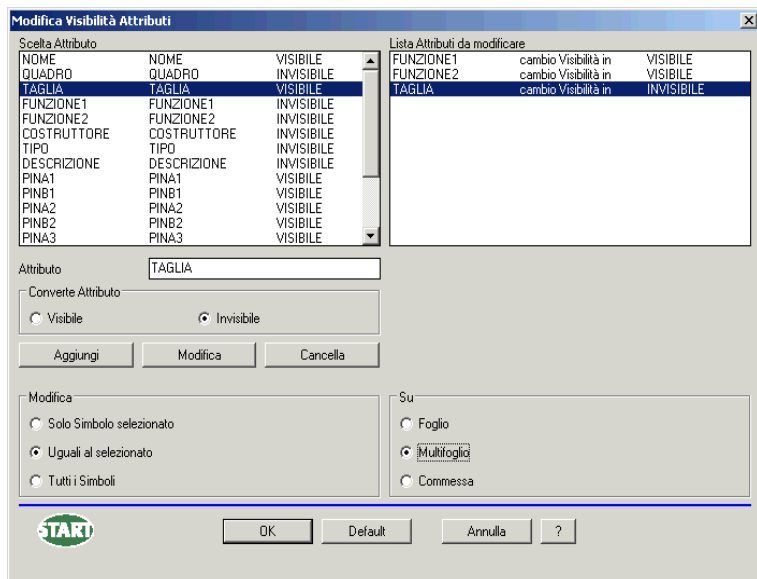 Modifica Visibilità Attributi
Scelta Attributo
NOME NOME VISIBILE
QUADRO QUADRO INVISIBILE
TAGLIA TAGLIA VISIBILE
FUNZIONE1 FUNZIONE1 INVISIBILE
FUNZIONE2 FUNZIONE2 INVISIBILE
COSTRUTTORE COSTRUTTORE INVISIBILE
TIPO TIPO INVISIBILE
DESCRIZIONE DESCRIZIONE INVISIBILE
PINA1 PINA1 VISIBILE
PINB1 PINB1 VISIBILE
PINA2 PINA2 VISIBILE
PINB2 PINB2 VISIBILE
PINA3 PINA3 VISIBILE
Lista Attributi da modificare
FUNZIONE1 cambio Visibilità in VISIBILE
FUNZIONE2 cambio Visibilità in VISIBILE
TAGLIA cambio Visibilità in INVISIBILE
Attributo TAGLIA
Converte Attributo
Visibile Invisibile
Aggiungi Modifica Cancella
Modifica
Solo Simbolo selezionato
Uguali al selezionato
Tutti i Simboli
Su
Foglio
Multifoglio
Commessa
START OK Default Annulla ?